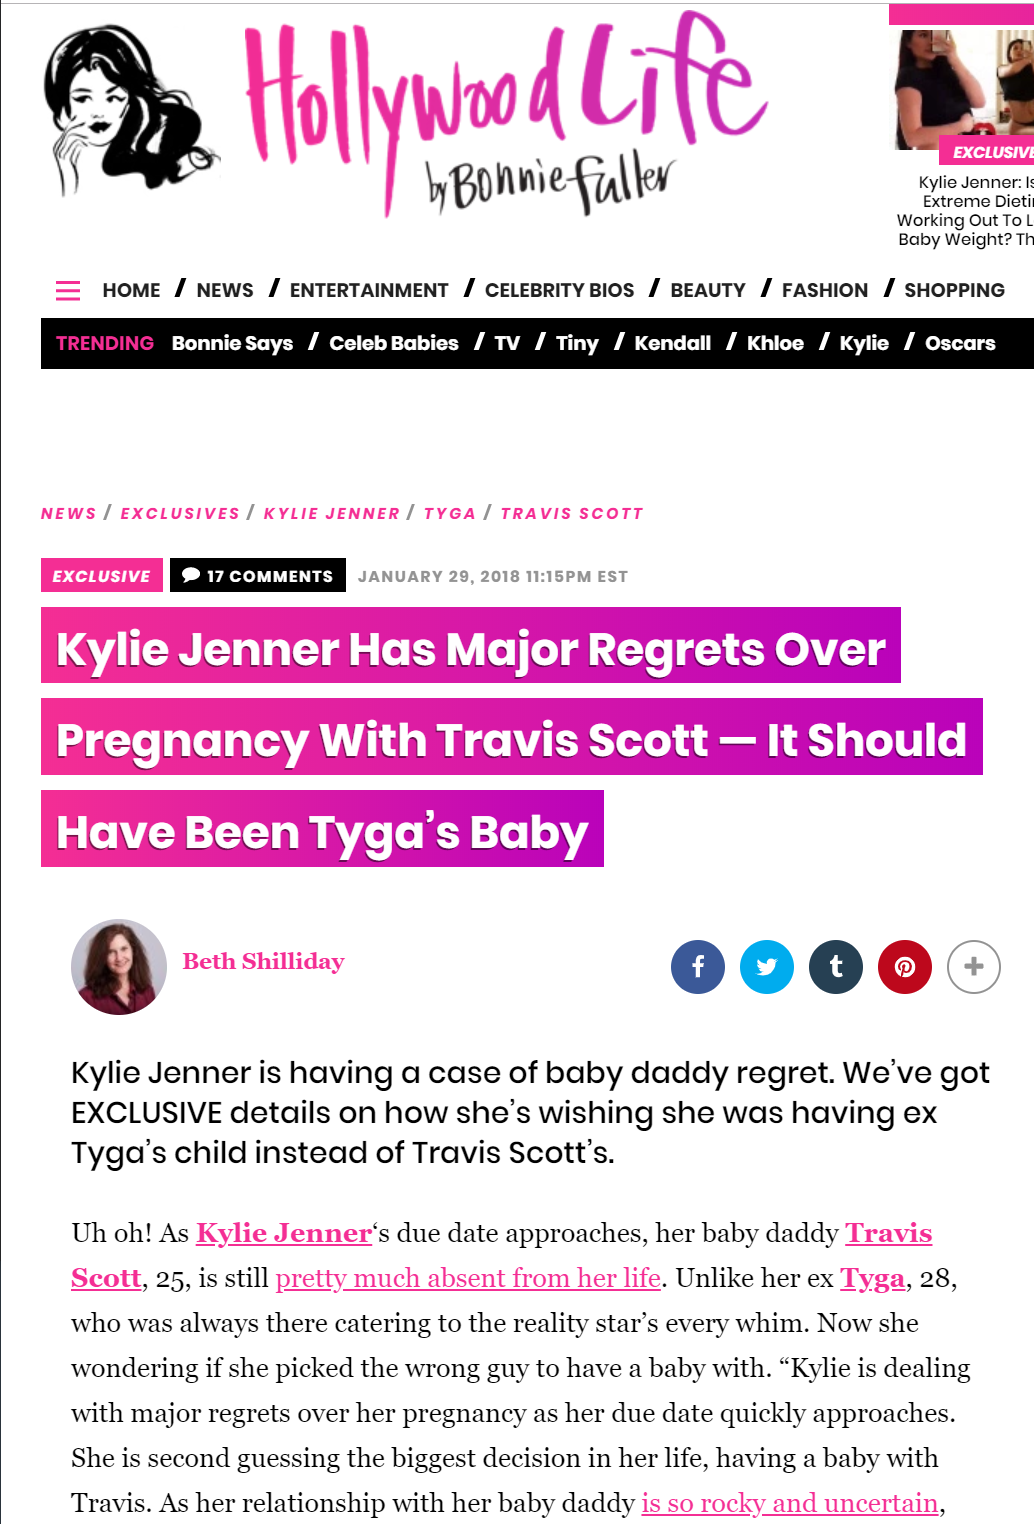 Hollywood Life
by Bonnie Fuller
EXCLUSIVE
Kylie Jenner: Is
Extreme
Working Out To
Baby Weight?
HOME / NEWS / ENTERTAINMENT / CELEBRITY BIOS / BEAUTY / FASHION / SHOPPING
TRENDING Bonnie Says / Celeb Babies / TV / Tiny / Kendall / Khloe / Kylie / Oscars
NEWS / EXCLUSIVES / KYLIE JENNER / TYGA / TRAVIS SCOTT
EXCLUSIVE 17 COMMENTS JANUARY 29, 2018 11:15PM EST
Kylie Jenner Has Major Regrets Over
Pregnancy With Travis Scott — It Should
Have Been Tyga’s Baby
Beth Shilliday
Kylie Jenner is having a case of baby daddy regret. We’ve got
EXCLUSIVE details on how she’s wishing she was having ex
Tyga’s child instead of Travis Scott’s.
Uh oh! As Kylie Jenner‘s due date approaches, her baby daddy Travis
Scott, 25, is still pretty much absent from her life. Unlike her ex Tyga, 28,
who was always there catering to the reality star’s every whim. Now she
wondering if she picked the wrong guy to have a baby with. “Kylie is dealing
with major regrets over her pregnancy as her due date quickly approaches.
She is second guessing the biggest decision in her life, having a baby with
Travis. As her relationship with her baby daddy is so rocky and uncertain,